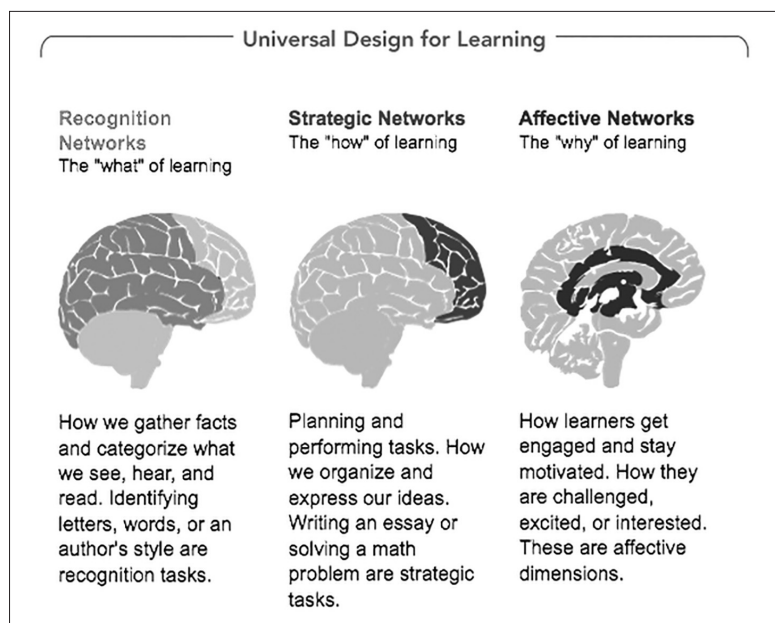 Universal Design for Learning
Recognition
Networks
The "what" of learning
How we gather facts
and categorize what
we see, hear, and
read. Identifying
letters, words, or an
author's style are
recognition tasks.
Strategic Networks
The "how" of learning
Planning and
performing tasks. How
we organize and
express our ideas.
Writing an essay or
solving a math
problem are strategic
tasks.
Affective Networks
The "why" of learning
How learners get
engaged and stay
motivated. How they
are challenged,
excited, or interested.
These are affective
dimensions.